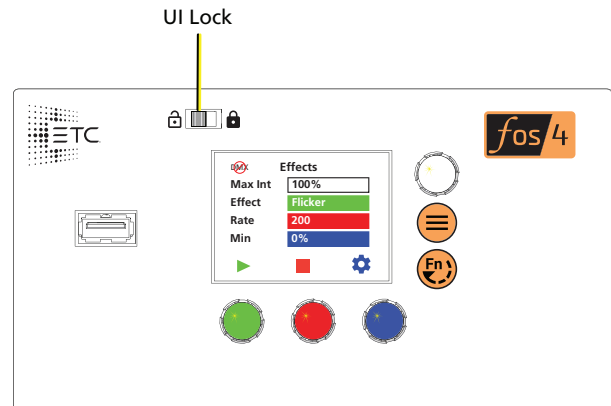 UI Lock
ETC
fos/4
DMX Effects
Max Int 100%
Effect Flicker
Rate 200
Min 0%
Fn